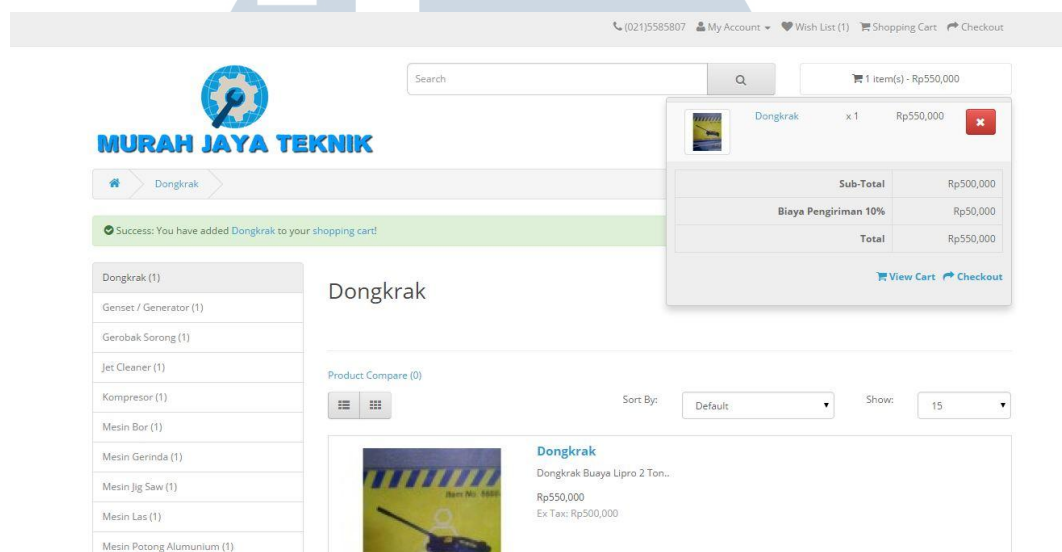 (021)5585807 My Account Wish List (1) Shopping Cart Checkout
MURAH JAYA TEKNIK
Search
1 item(s) - Rp550,000
Dongkrak x 1 Rp550,000
Sub-Total Rp500,000
Biaya Pengiriman 10% Rp50,000
Total Rp550,000
View Cart Checkout
Dongkrak
Success: You have added Dongkrak to your shopping cart!
Dongkrak (1)
Genset / Generator (1)
Gerobak Sorong (1)
Jet Cleaner (1)
Kompresor (1)
Mesin Bor (1)
Mesin Gerinda (1)
Mesin Jig Saw (1)
Mesin Las (1)
Mesin Potong Alumunium (1)
Dongkrak
Product Compare (0)
Sort By: Default Show: 15
Dongkrak
Dongkrak Buaya Lipro 2 Ton..
Rp550,000
Ex Tax: Rp500,000
Item No.